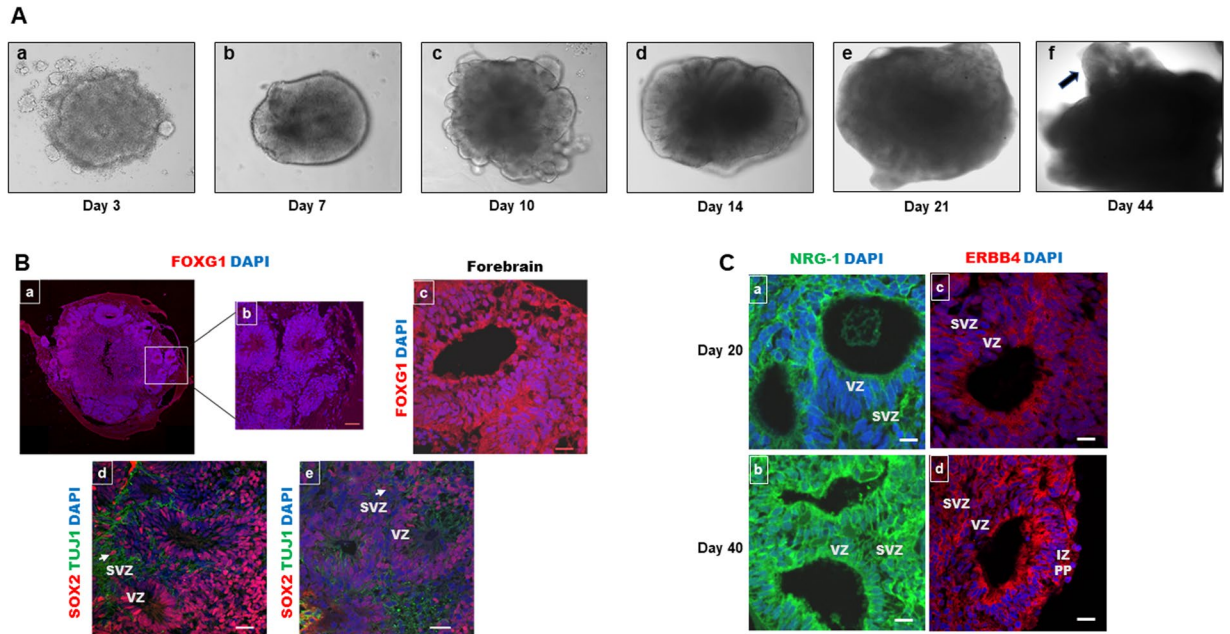 A
a
b
c
d
e
f
Day 3
Day 7
Day 10
Day 14
Day 21
Day 44
B
FOXG1 DAPI
a
b
Forebrain
FOXG1 DAPI
c
SOX2 TUJ1 DAPI
d
SVZ
VZ
SOX2 TUJ1 DAPI
e
SVZ
VZ
C
NRG-1 DAPI
ERBB4 DAPI
Day 20
a
VZ
SVZ
c
SVZ
VZ
Day 40
b
VZ
SVZ
d
SVZ
VZ
IZ
PP